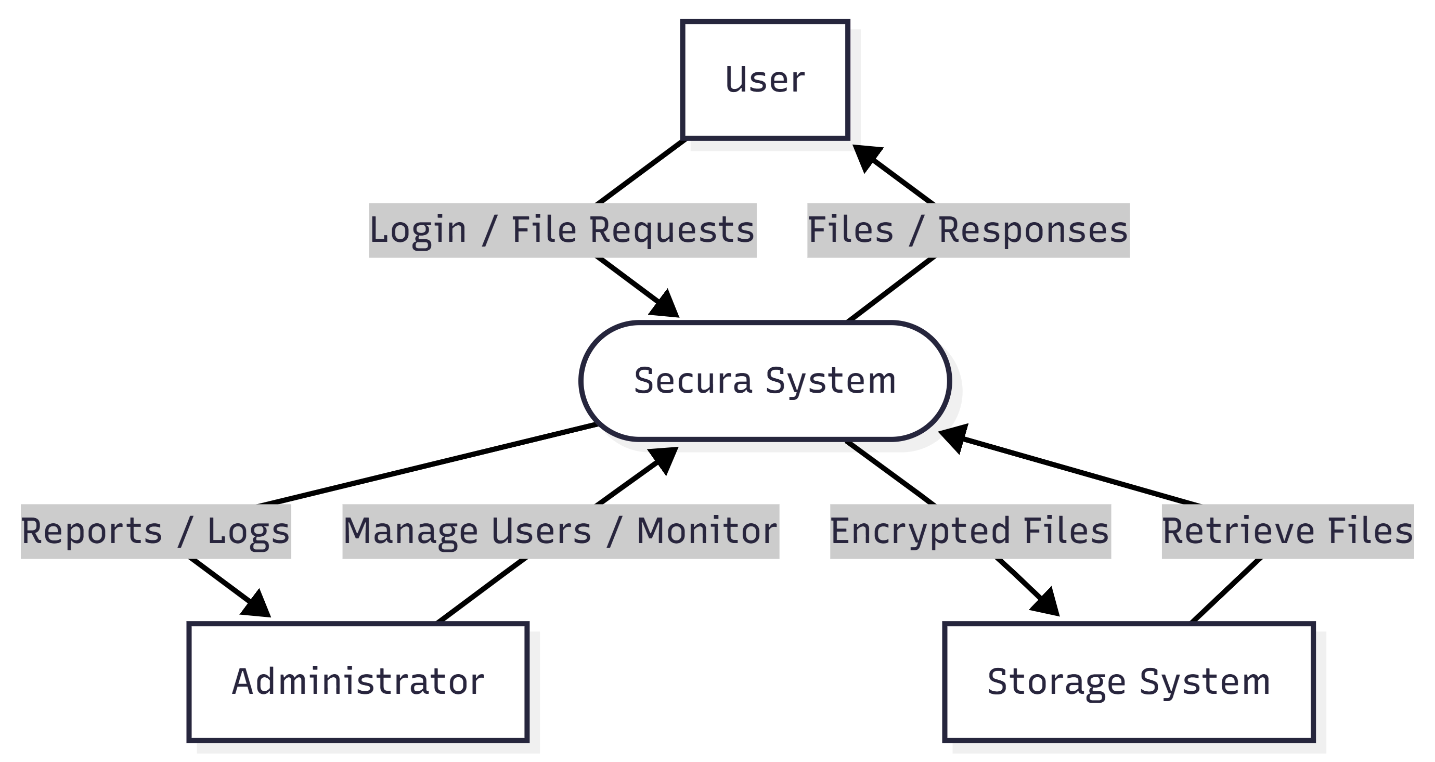 User
Login / File Requests
Files / Responses
Secura System
Reports / Logs
Manage Users / Monitor
Encrypted Files
Retrieve Files
Administrator
Storage System